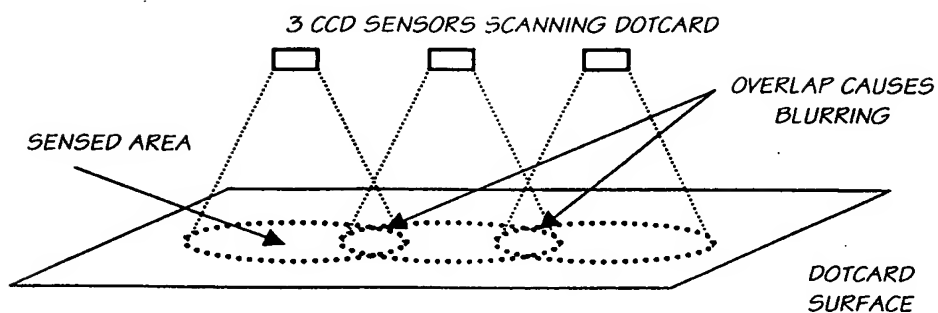 3 CCD SENSORS SCANNING DOTCARD
OVERLAP CAUSES
BLURRING
SENSED AREA
DOTCARD
SURFACE